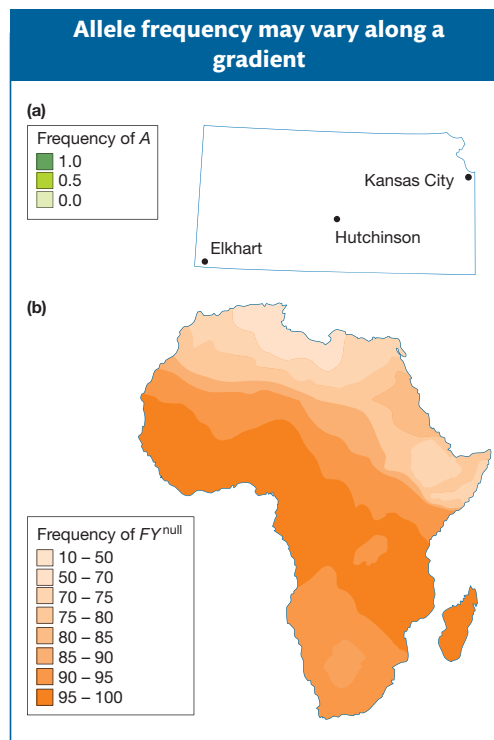 Allele frequency may vary along a
gradient
(a)
Frequency of A
1.0
0.5
0.0
Kansas City
Hutchinson
Elkhart
(b)
Frequency of FYnull
10 – 50
50 – 70
70 – 75
75 – 80
80 – 85
85 – 90
90 – 95
95 – 100